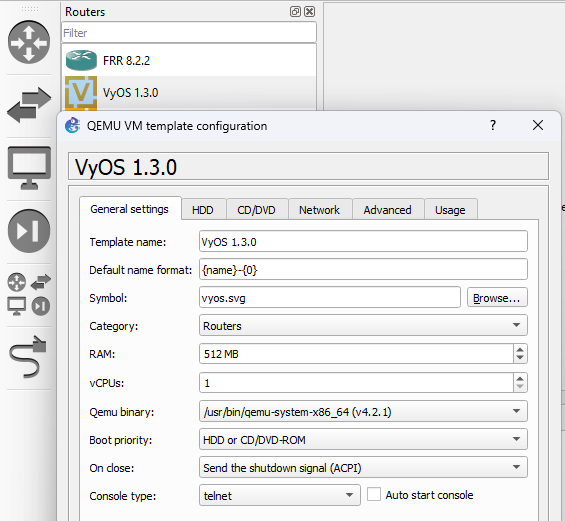 Routers
Filter
FRR 8.2.2
VyOS 1.3.0
QEMU VM template configuration
VyOS 1.3.0
General settings HDD CD/DVD Network Advanced Usage
Template name: VyOS 1.3.0
Default name format: {name}-{0}
Symbol: vyos.svg Browse...
Category: Routers
RAM: 512 MB
vCPUs: 1
Qemu binary: /usr/bin/qemu-system-x86_64 (v4.2.1)
Boot priority: HDD or CD/DVD-ROM
On close: Send the shutdown signal (ACPI)
Console type: telnet Auto start console